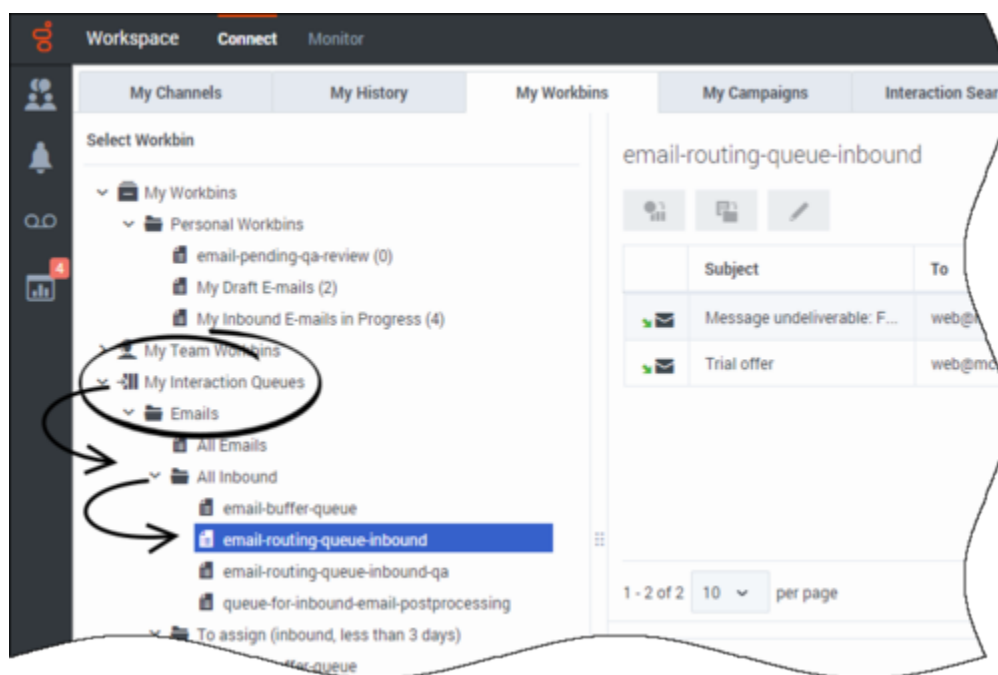 Workspace Connect Monitor
My Channels My History My Workbins My Campaigns Interaction Sear
Select Workbin
email-routing-queue-inbound
My Workbins
Personal Workbins
email-pending-qa-review (0)
My Draft E-mails (2)
My Inbound E-mails in Progress (4)
My Team Workbins
My Interaction Queues
Emails
All Emails
All Inbound
email-buffer-queue
email-routing-queue-inbound
email-routing-queue-inbound-qa
queue-for-inbound-email-postprocessing
To assign (inbound, less than 3 days)
4
Subject To
Message undeliverable: F... web@
Trial offer web@mc
1 - 2 of 2 10 per page